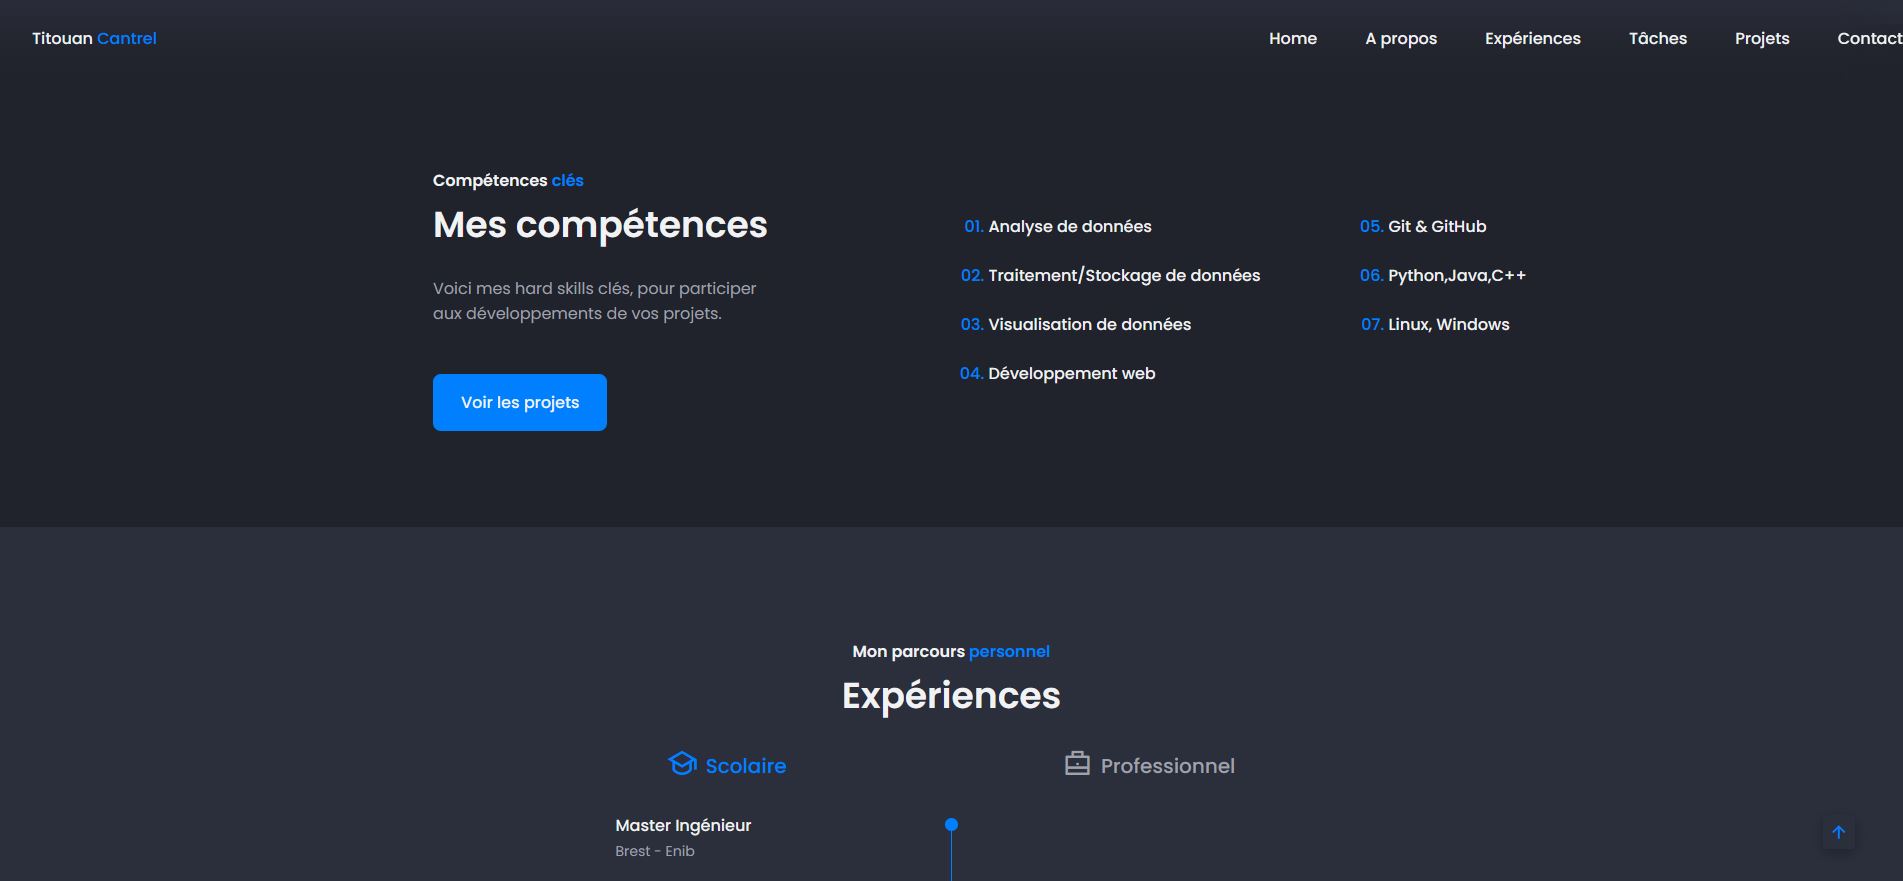 Titouan Cantrel
Home A propos Expériences Tâches Projets Contact
Compétences clés
Mes compétences
Voici mes hard skills clés, pour participer
aux développements de vos projets.
Voir les projets
01. Analyse de données
02. Traitement/Stockage de données
03. Visualisation de données
04. Développement web
05. Git & GitHub
06. Python,Java,C++
07. Linux, Windows
Mon parcours personnel
Expériences
Scolaire
Professionnel
Master Ingénieur
Brest - Enib